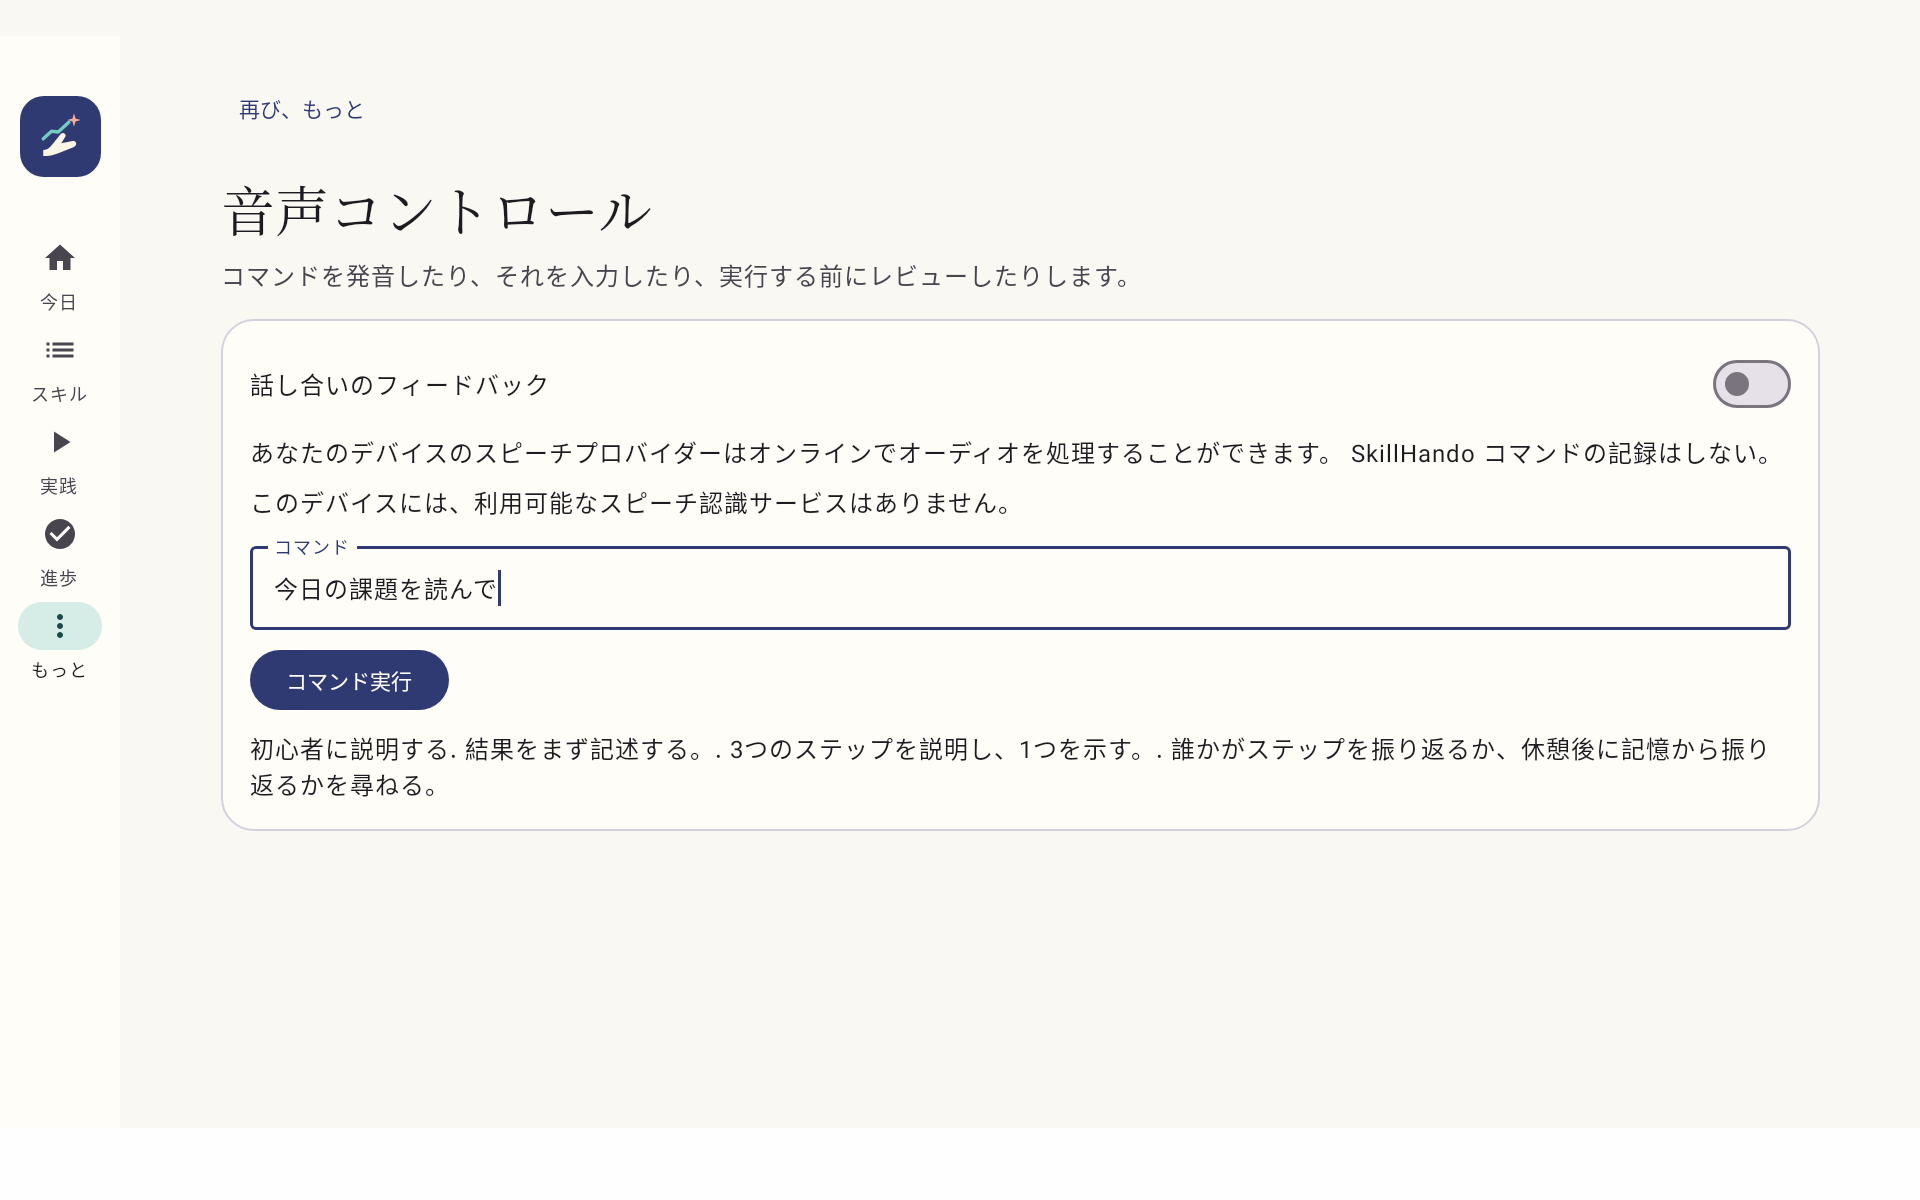 再び、もっと
音声コントロール
コマンドを発音したり、それを入力したり、実行する前にレビューしたりします。
今日
スキル
実践
進歩
もっと
話し合いのフィードバック
あなたのデバイスのスピーチプロバイダーはオンラインでオーディオを処理することができます。 SkillHando コマンドの記録はしない。
このデバイスには、利用可能なスピーチ認識サービスはありません。
コマンド
今日の課題を読んで
コマンド実行
初心者に説明する. 結果をまず記述する。. 3つのステップを説明し、1つを示す。. 誰かがステップを振り返るか、休憩後に記憶から振り
返るかを尋ねる。